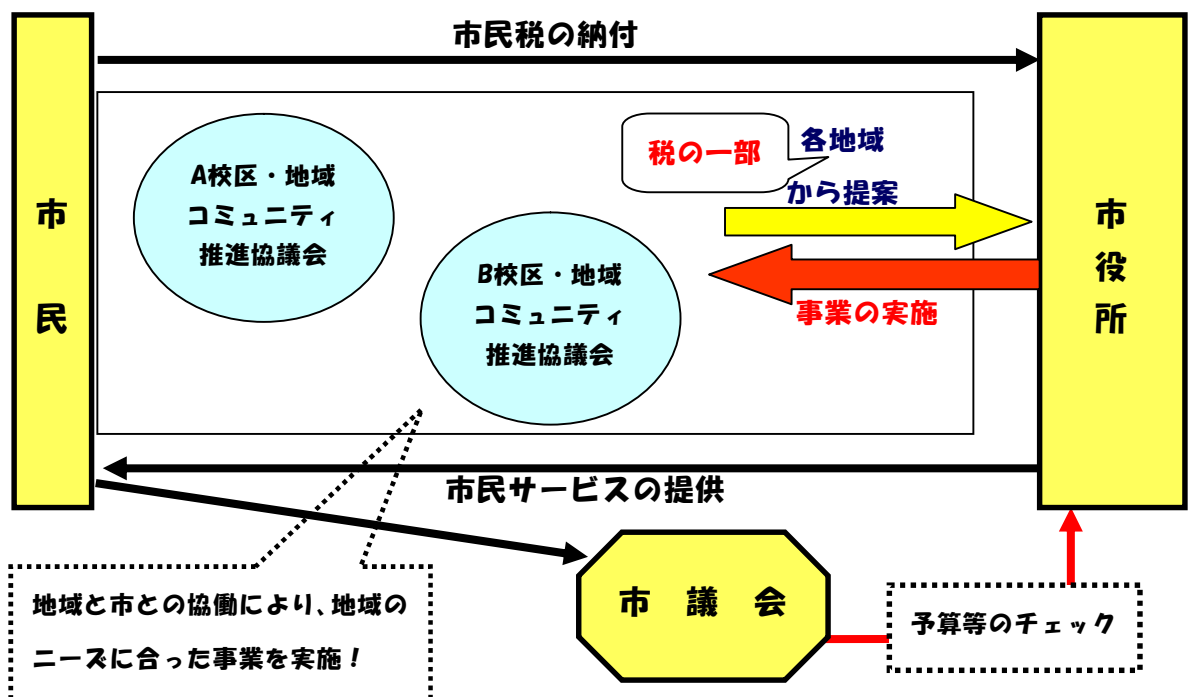 市民税の納付
市民
A校区・地域
コミュニティ
推進協議会
B校区・地域
コミュニティ
推進協議会
税の一部
各地域
から提案
事業の実施
市役所
市民サービスの提供
地域と市との協働により、地域の
ニーズに合った事業を実施！
市議会
予算等のチェック